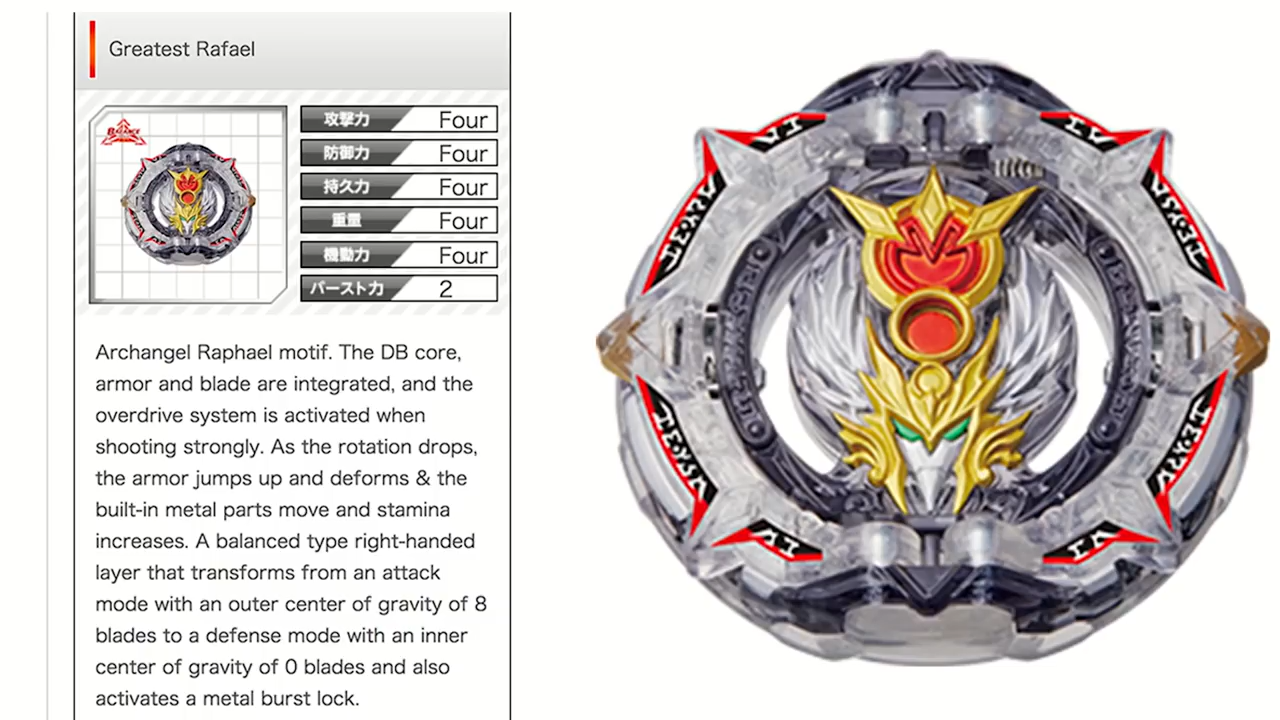 Greatest Rafael
BALANCE
攻撃力 Four
防御力 Four
持久力 Four
重量 Four
機動力 Four
バースト力 2
Archangel Raphael motif. The DB core,
armor and blade are integrated, and the
overdrive system is activated when
shooting strongly. As the rotation drops,
the armor jumps up and deforms & the
built-in metal parts move and stamina
increases. A balanced type right-handed
layer that transforms from an attack
mode with an outer center of gravity of 8
blades to a defense mode with an inner
center of gravity of 0 blades and also
activates a metal burst lock.